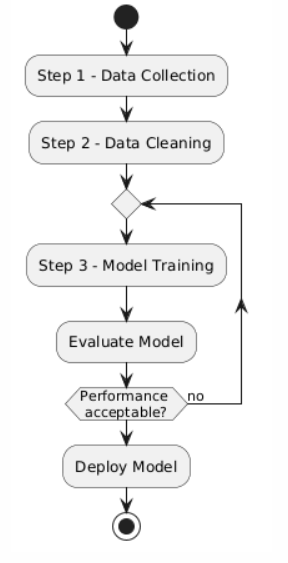 Step 1 - Data Collection
Step 2 - Data Cleaning
Step 3 - Model Training
Evaluate Model
Performance
acceptable?
no
Deploy Model